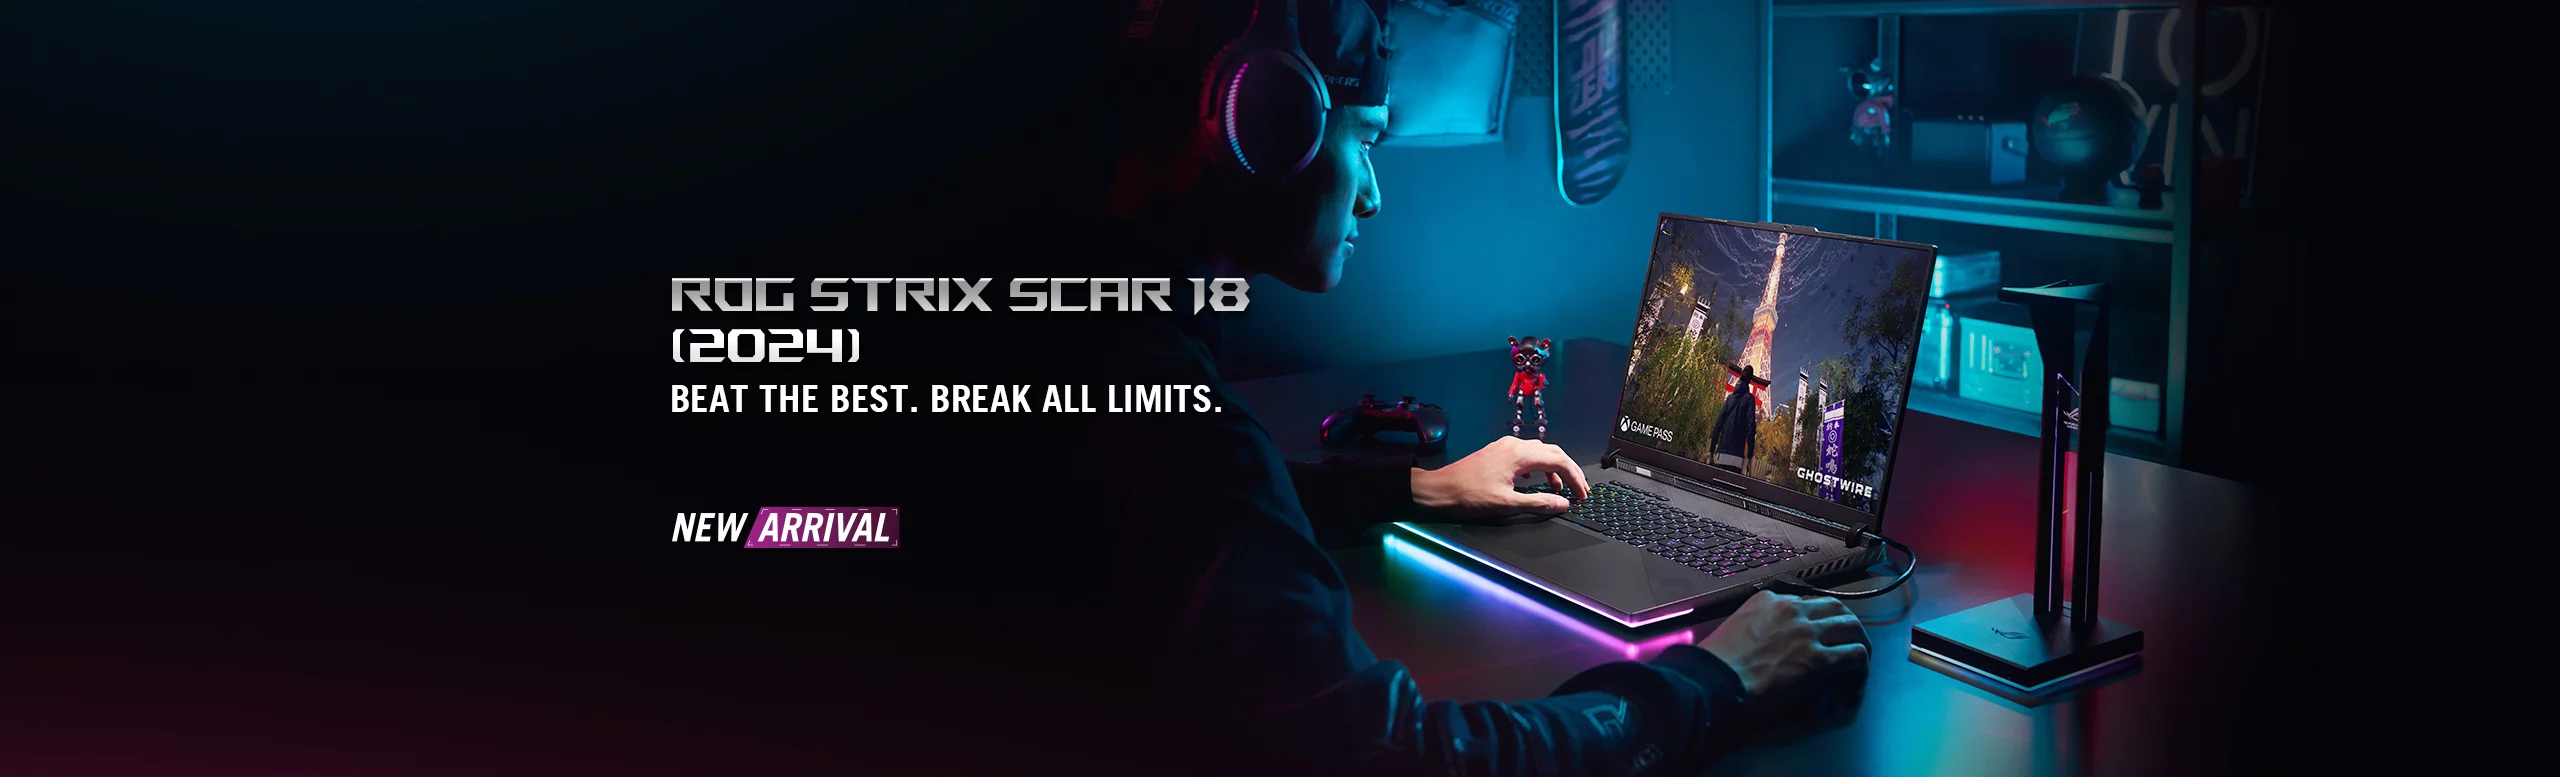 ROG STRIX SCAR 18
(2024)
BEAT THE BEST. BREAK ALL LIMITS.
NEW ARRIVAL
GAME PASS
GHOSTWIRE